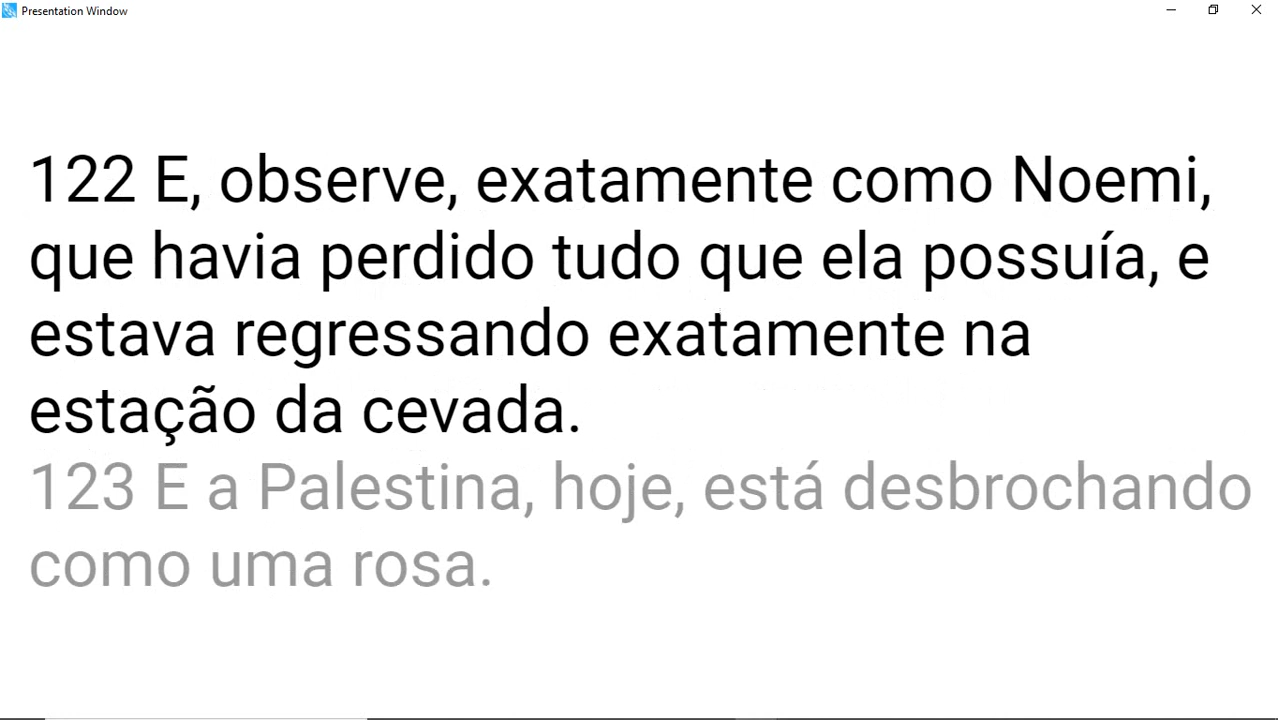 Presentation Window
122 E, observe, exatamente como Noemi,
que havia perdido tudo que ela possuía, e
estava regressando exatamente na
estação da cevada.
123 E a Palestina, hoje, está desbrochando
como uma rosa.